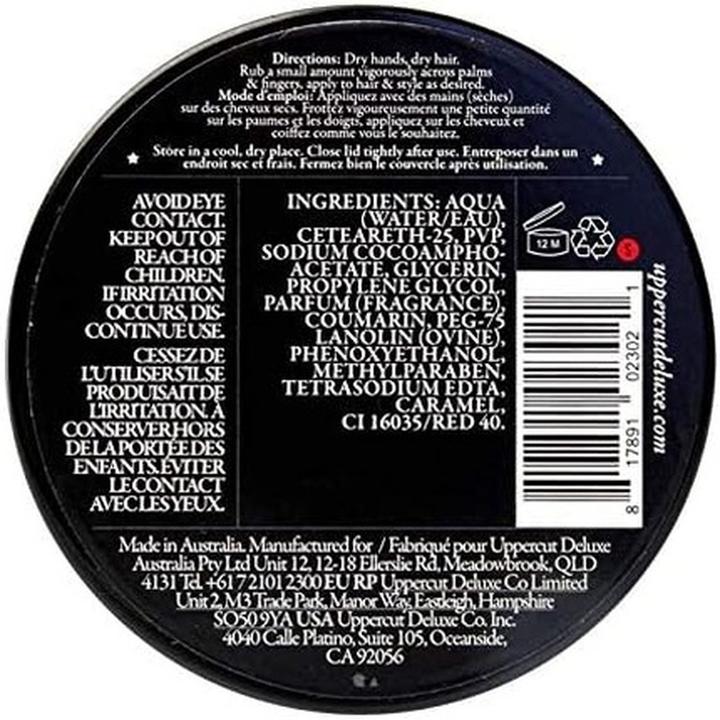 Directions: Dry hands, dry hair.
Rub a small amount vigorously across palms
& fingers, apply to hair & style as desired.
Mode d'emploi: Appliquez avec des mains (sèches)
sur des cheveux secs. Frottez vigoureusement une petite quantité
sur les paumes et les doigts, appliquez sur les cheveux et
coiffez comme vous le souhaitez.
Store in a cool, dry place. Close lid tightly after use. Entreposer dans un
endroit sec et frais. Fermez bien le couvercle après utilisation.
AVOID EYE
CONTACT.
KEEP OUT OF
REACH OF
CHILDREN.
IF IRRITATION
OCCURS, DIS-
CONTINUE USE.
CESSEZ DE
L'UTILISER S'IL SE
PRODUISAIT DE
L'IRRITATION. À
CONSERVER HORS
DE LA PORTÉE DES
ENFANTS. ÉVITER
LE CONTACT
AVEC LES YEUX.
INGREDIENTS: AQUA
(WATER/EAU),
CETEARETH-25, PVP,
SODIUM COCOAMPHO-
ACETATE, GLYCERIN,
PROPYLENE GLYCOL,
PARFUM (FRAGRANCE),
COUMARIN, PEG-75
LANOLIN (OVINE),
PHENOXYETHANOL,
METHYLPARABEN,
TETRASODIUM EDTA,
CARAMEL,
CI 16035/RED 40.
12 M
8 17891 02302 1
uppercutdeluxe.com
Made in Australia. Manufactured for / Fabriqué pour Uppercut Deluxe
Australia Pty Ltd Unit 12, 12-18 Ellerslie Rd, Meadowbrook, QLD
4131 Tel. +61 7 2101 2300 EU RP Uppercut Deluxe Co Limited
Unit 2, M3 Trade Park, Manor Way, Eastleigh, Hampshire
SO50 9YA USA Uppercut Deluxe Co. Inc.
4040 Calle Platino, Suite 105, Oceanside,
CA 92056